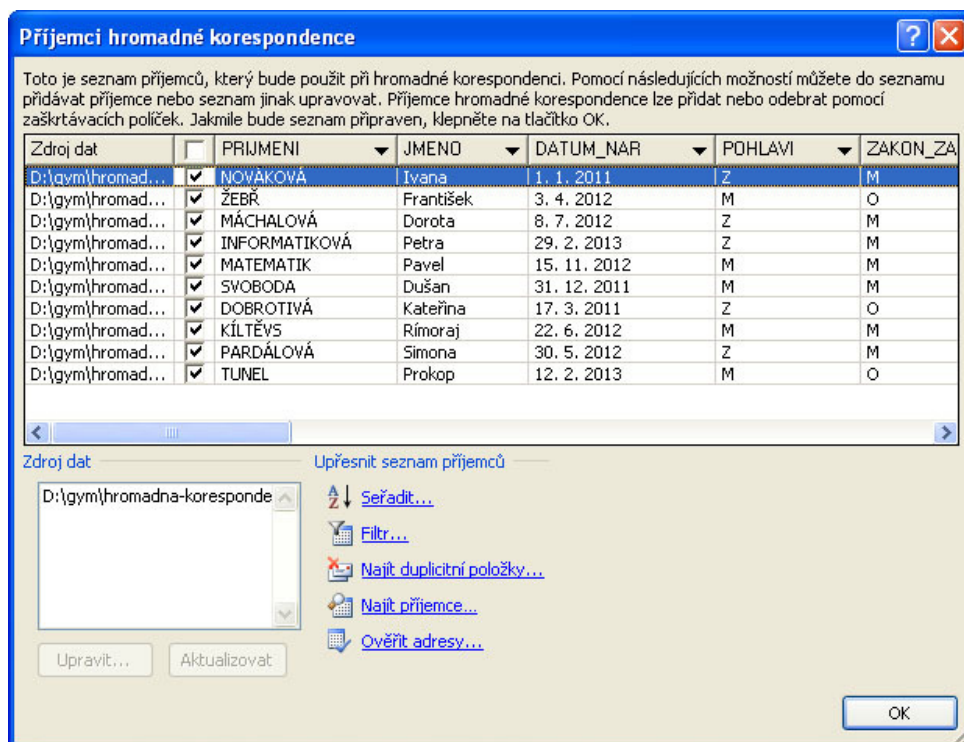 Příjemci hromadné korespondence
Toto je seznam příjemců, který bude použit při hromadné korespondenci. Pomocí následujících možností můžete do seznamu
přidávat příjemce nebo seznam jinak upravovat. Příjemce hromadné korespondence lze přidat nebo odebrat pomocí
zaškrtávacích políček. Jakmile bude seznam připraven, klepněte na tlačítko OK.
Zdroj dat PRIJMENI JMENO DATUM_NAR POHLAVI ZAKON_ZA
D:\gym\hromad... NOVÁKOVÁ Ivana 1. 1. 2011 Z M
D:\gym\hromad... ŽEBŘ František 3. 4. 2012 M O
D:\gym\hromad... MÁCHALOVÁ Dorota 8. 7. 2012 Z M
D:\gym\hromad... INFORMATIKOVÁ Petra 29. 2. 2013 Z M
D:\gym\hromad... MATEMATIK Pavel 15. 11. 2012 M M
D:\gym\hromad... SVOBODA Dušan 31. 12. 2011 M M
D:\gym\hromad... DOBROTIVÁ Kateřina 17. 3. 2011 Z O
D:\gym\hromad... KÍLTĚVS Rímoraj 22. 6. 2012 M M
D:\gym\hromad... PARDÁLOVÁ Simona 30. 5. 2012 Z M
D:\gym\hromad... TUNEL Prokop 12. 2. 2013 M O
Zdroj dat Upřesnit seznam příjemců
D:\gym\hromadna-koresponde
Seřadit...
Filtr...
Najít duplicitní položky...
Najít příjemce...
Ověřit adresy...
Upravit... Aktualizovat
OK